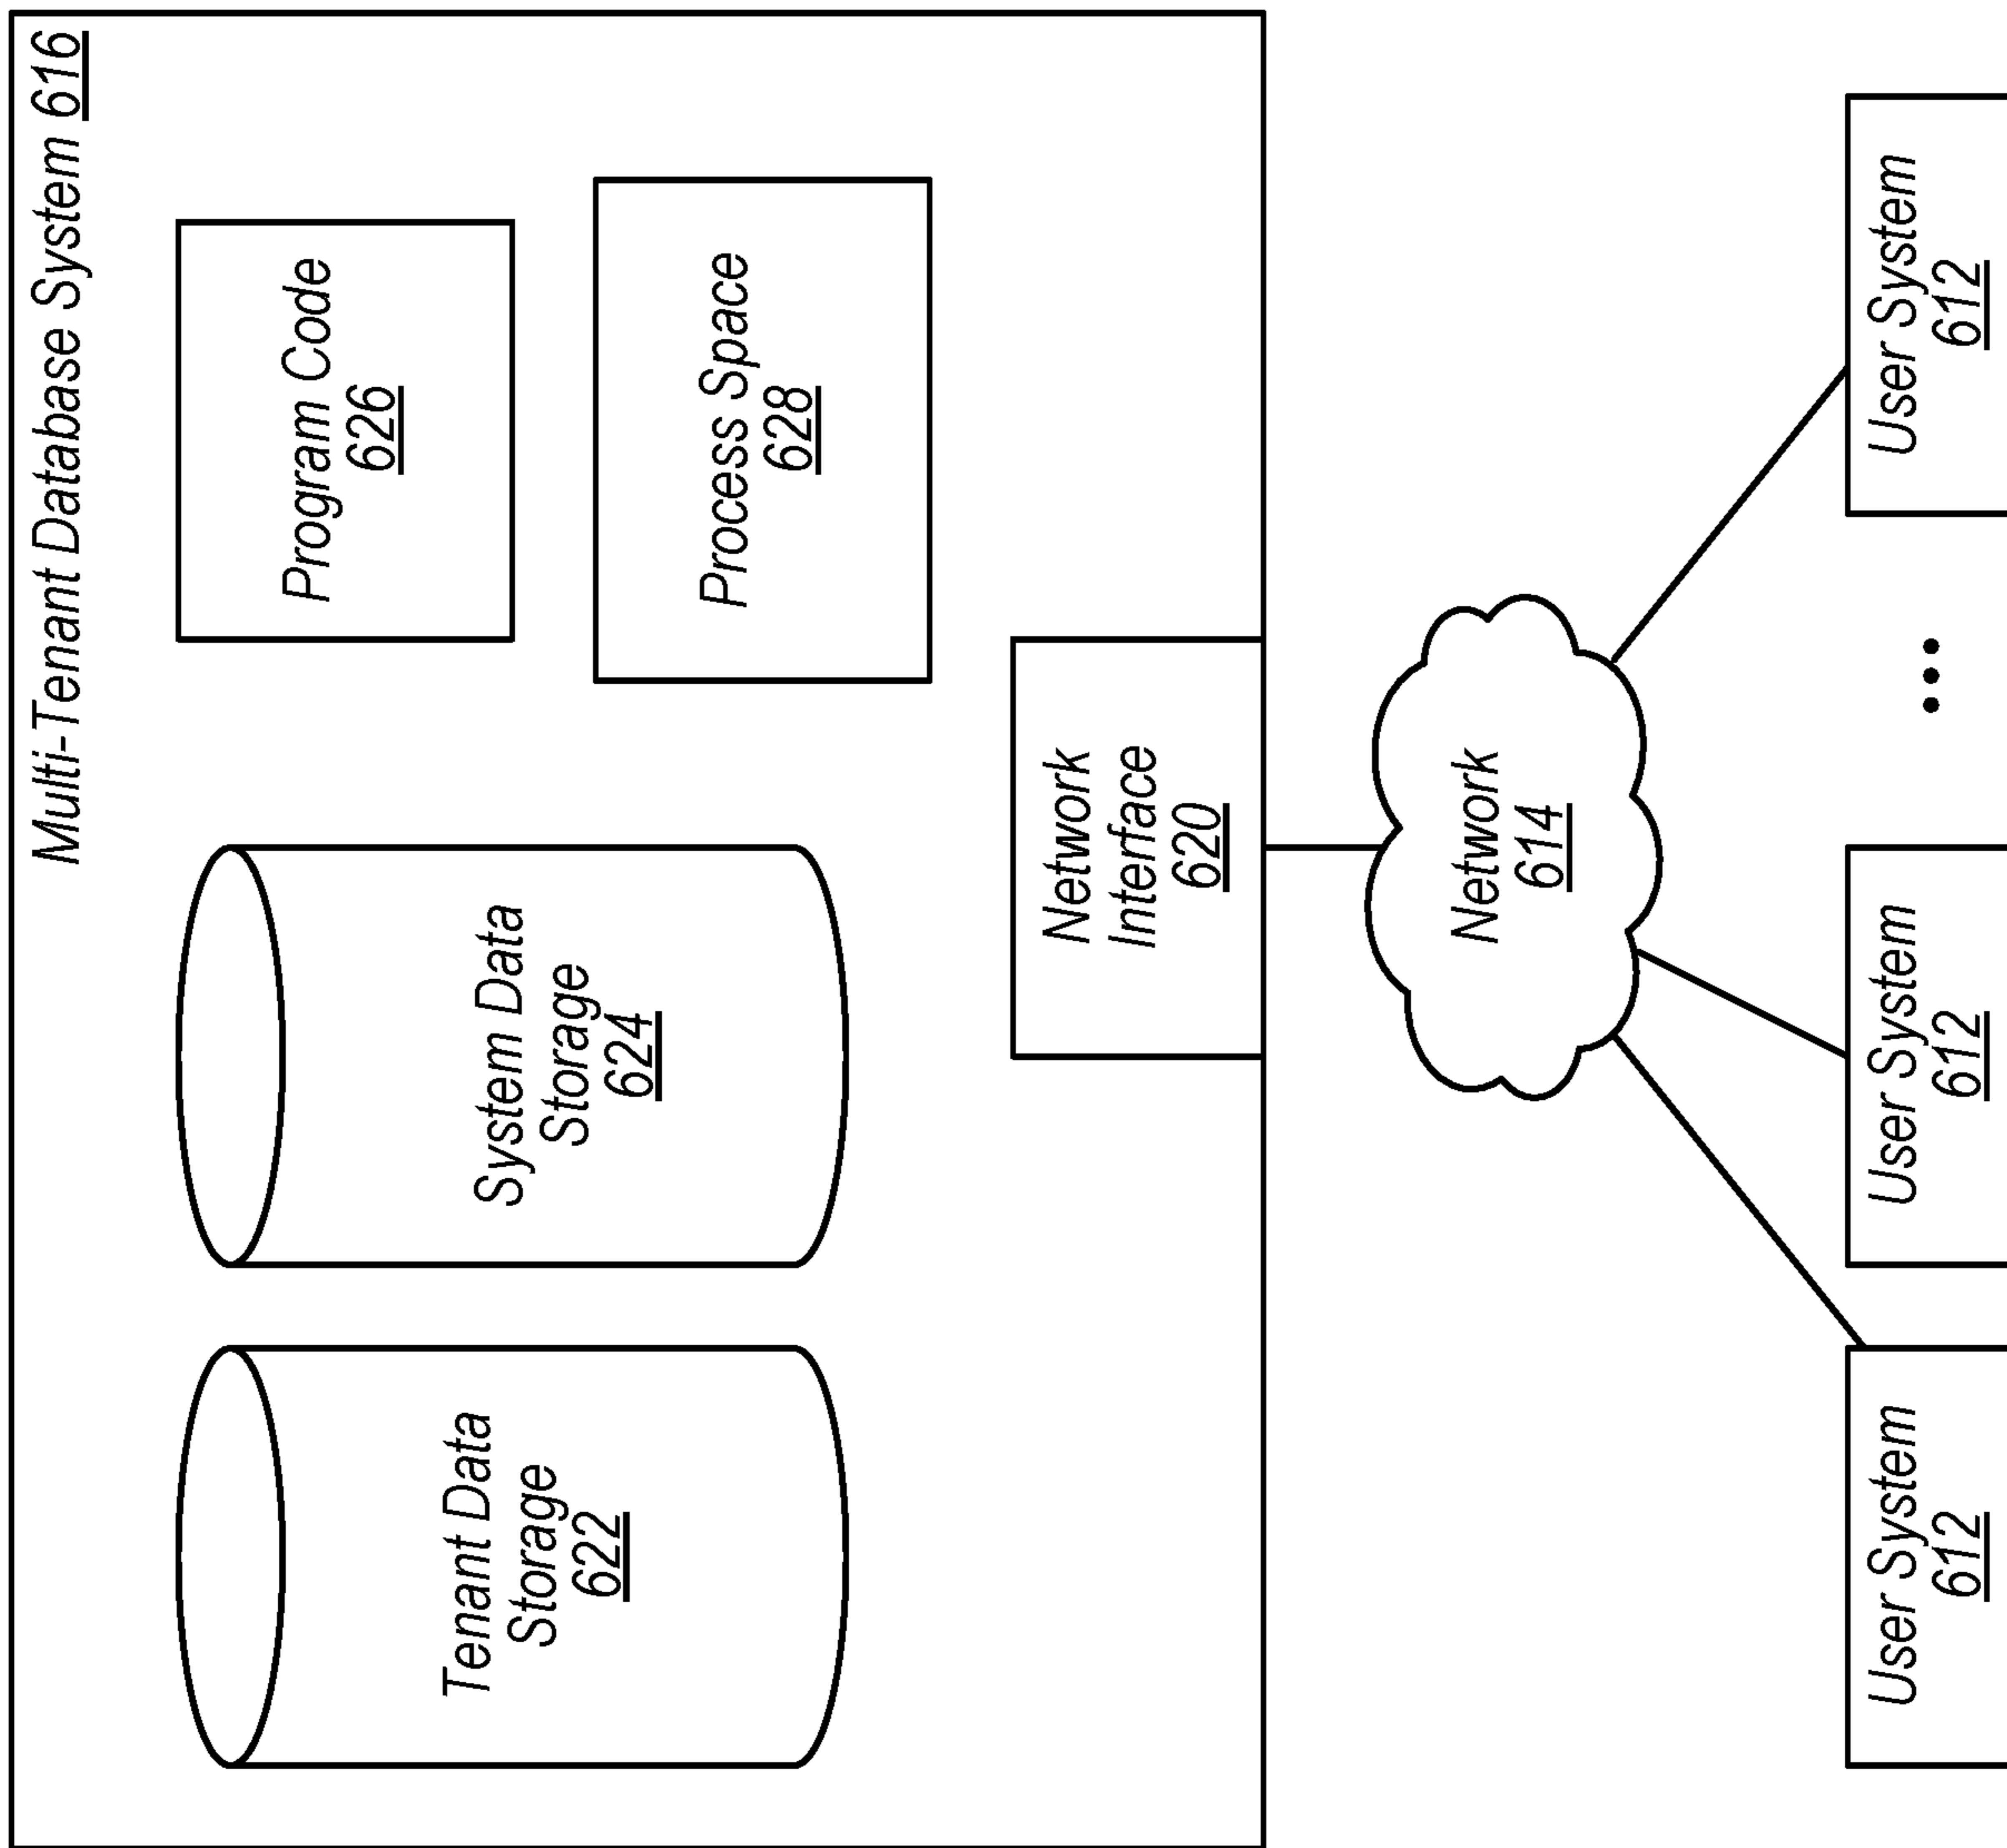 Multi-Tenant Database System 616
Tenant Data
Storage
622
System Data
Storage
624
Program Code
626
Process Space
628
Network
Interface
620
Network
614
User System
612
User System
612
...
User System
612